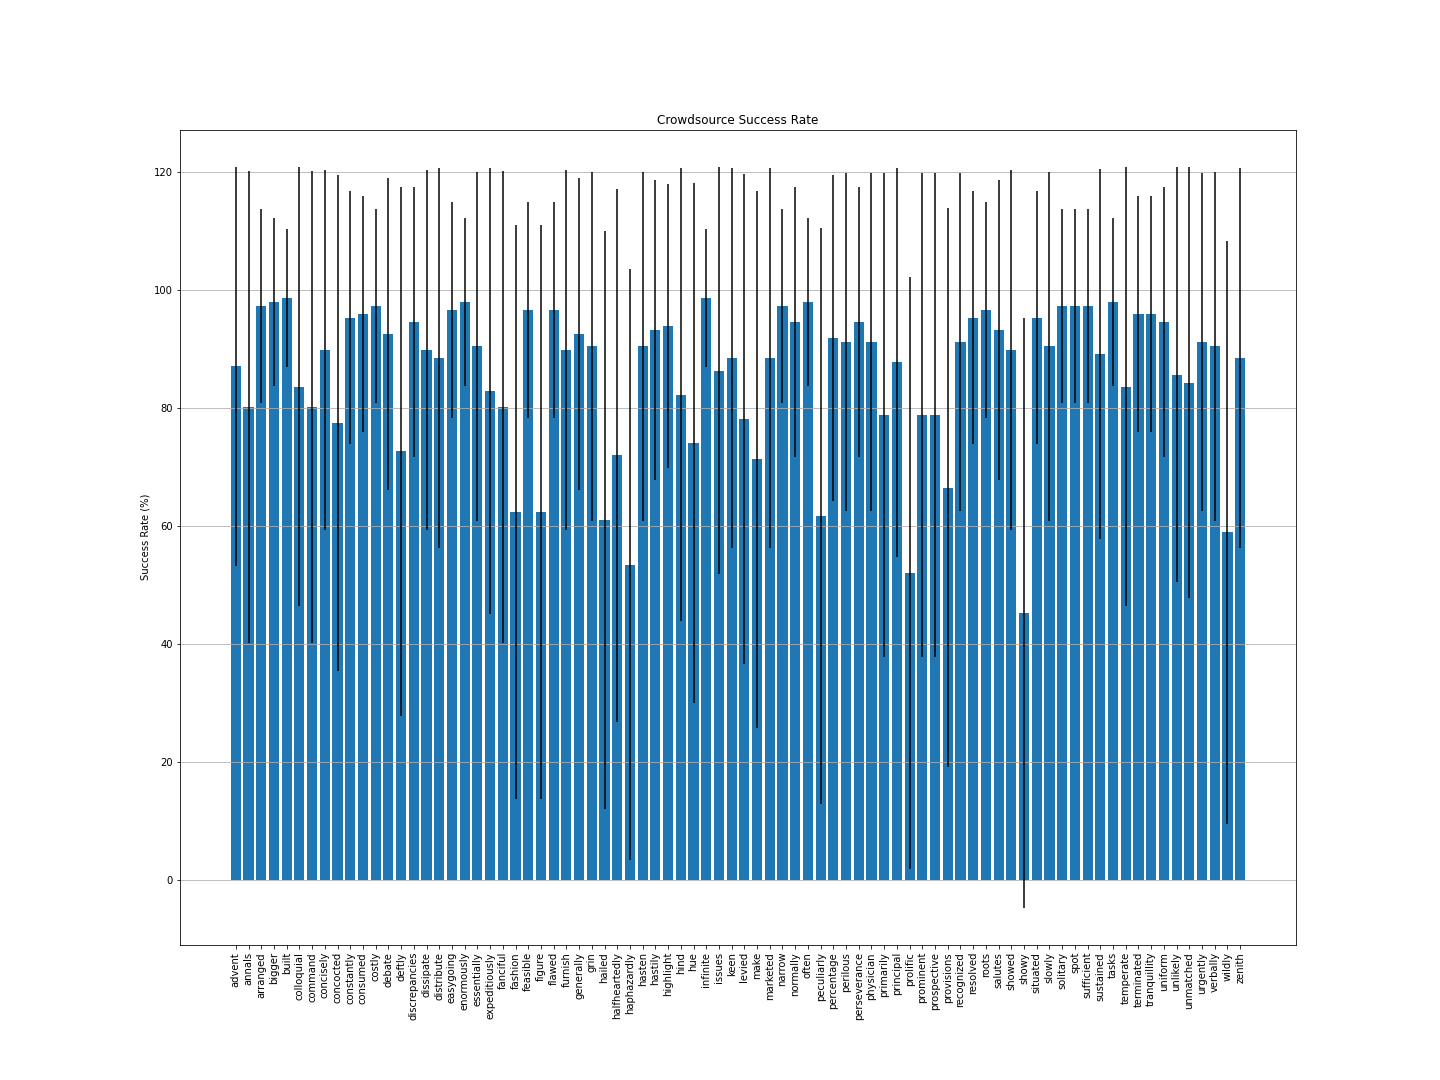 Crowdsource Success Rate
Success Rate (%)
120
100
80
60
40
20
0
advent
annals
arranged
bigger
built
colloquial
command
concisely
concocted
constantly
consumed
costly
debate
deftly
discrepancies
dissipate
distribute
easygoing
enormously
essentially
expeditiously
fanciful
fashion
feasible
figure
flawed
furnish
generally
grin
hailed
halfheartedly
haphazardly
hasten
hastily
highlight
hind
hue
infinite
issues
keen
levied
make
marketed
narrow
normally
often
peculiarly
percentage
perilous
perseverance
physician
primarily
principal
prolific
prominent
prospective
provisions
recognized
resolved
roots
salutes
showed
showy
situated
slowly
solitary
spot
sufficient
sustained
tasks
temperate
terminated
tranquillity
uniform
unlikely
unmatched
urgently
verbally
wildly
zenith